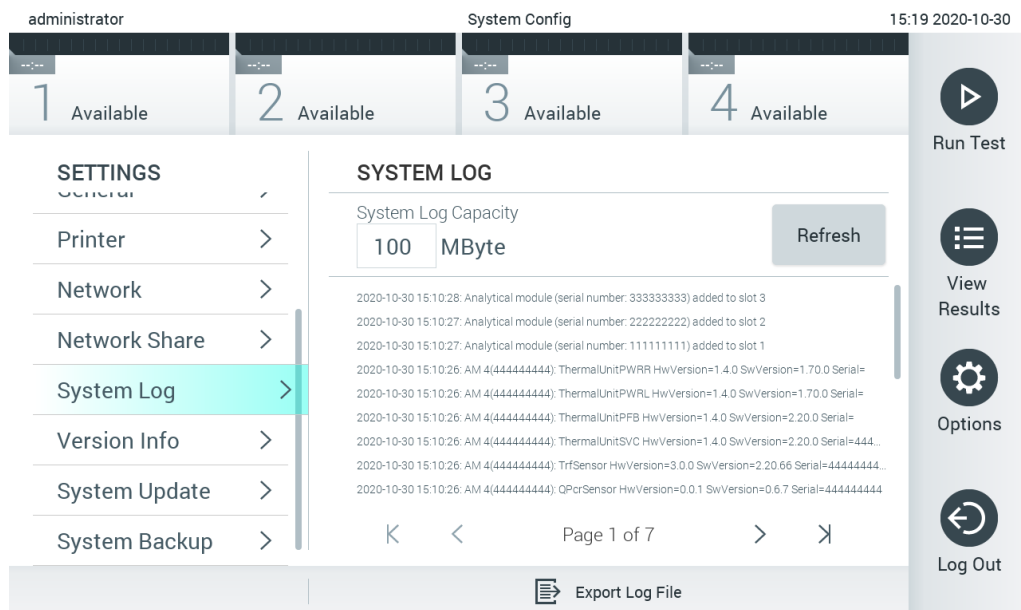 administrator
System Config
15:19 2020-10-30
--:--
1 Available
--:--
2 Available
--:--
3 Available
--:--
4 Available
SETTINGS
General
Printer
Network
Network Share
System Log
Version Info
System Update
System Backup
SYSTEM LOG
System Log Capacity
100 MByte
Refresh
2020-10-30 15:10:28: Analytical module (serial number: 333333333) added to slot 3
2020-10-30 15:10:27: Analytical module (serial number: 222222222) added to slot 2
2020-10-30 15:10:27: Analytical module (serial number: 111111111) added to slot 1
2020-10-30 15:10:26: AM 4(444444444): ThermalUnitPWRR HwVersion=1.4.0 SwVersion=1.70.0 Serial=
2020-10-30 15:10:26: AM 4(444444444): ThermalUnitPWRL HwVersion=1.4.0 SwVersion=1.70.0 Serial=
2020-10-30 15:10:26: AM 4(444444444): ThermalUnitPFB HwVersion=1.4.0 SwVersion=2.20.0 Serial=
2020-10-30 15:10:26: AM 4(444444444): ThermalUnitSVC HwVersion=1.4.0 SwVersion=2.20.0 Serial=444...
2020-10-30 15:10:26: AM 4(444444444): TrfSensor HwVersion=3.0.0 SwVersion=2.20.66 Serial=44444444...
2020-10-30 15:10:26: AM 4(444444444): QPcrSensor HwVersion=0.0.1 SwVersion=0.6.7 Serial=444444444
Page 1 of 7
Export Log File
Run Test
View
Results
Options
Log Out